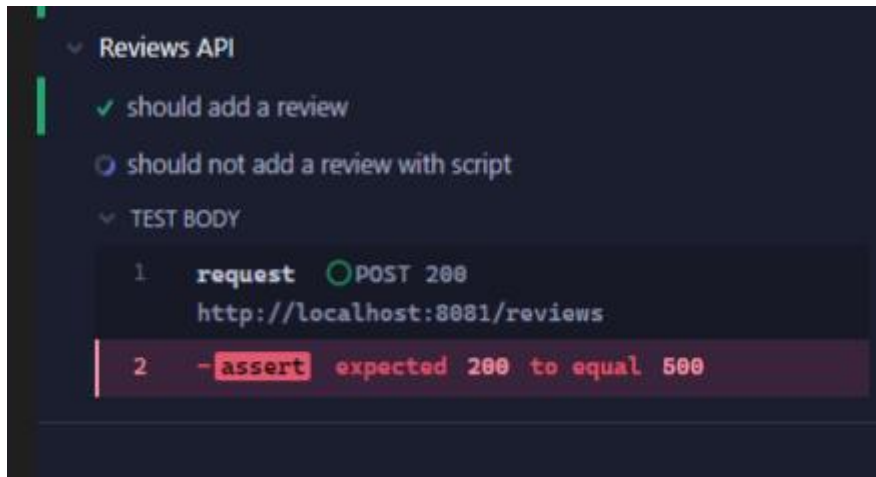 Reviews API
should add a review
should not add a review with script
TEST BODY
1 request POST 200
http://localhost:8081/reviews
2 -assert expected 200 to equal 500